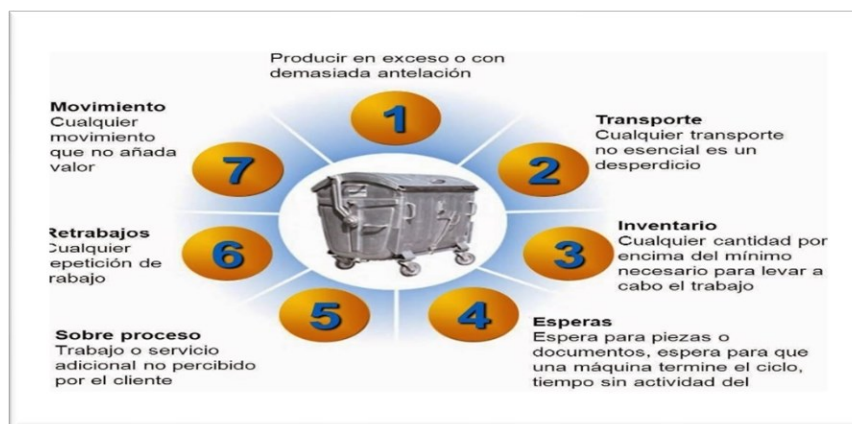 Producir en exceso o con
demasiada antelación
1
Transporte
Cualquier transporte
no esencial es un
desperdicio
2
Inventario
Cualquier cantidad por
encima del mínimo
necesario para levar a
cabo el trabajo
3
Esperas
Espera para piezas o
documentos, espera para que
una máquina termine el ciclo,
tiempo sin actividad del
4
Sobre proceso
Trabajo o servicio
adicional no percibido
por el cliente
5
Retrabajos
Cualquier
epetición de
rabajo
6
Movimiento
Cualquier
movimiento
que no añada
valor
7